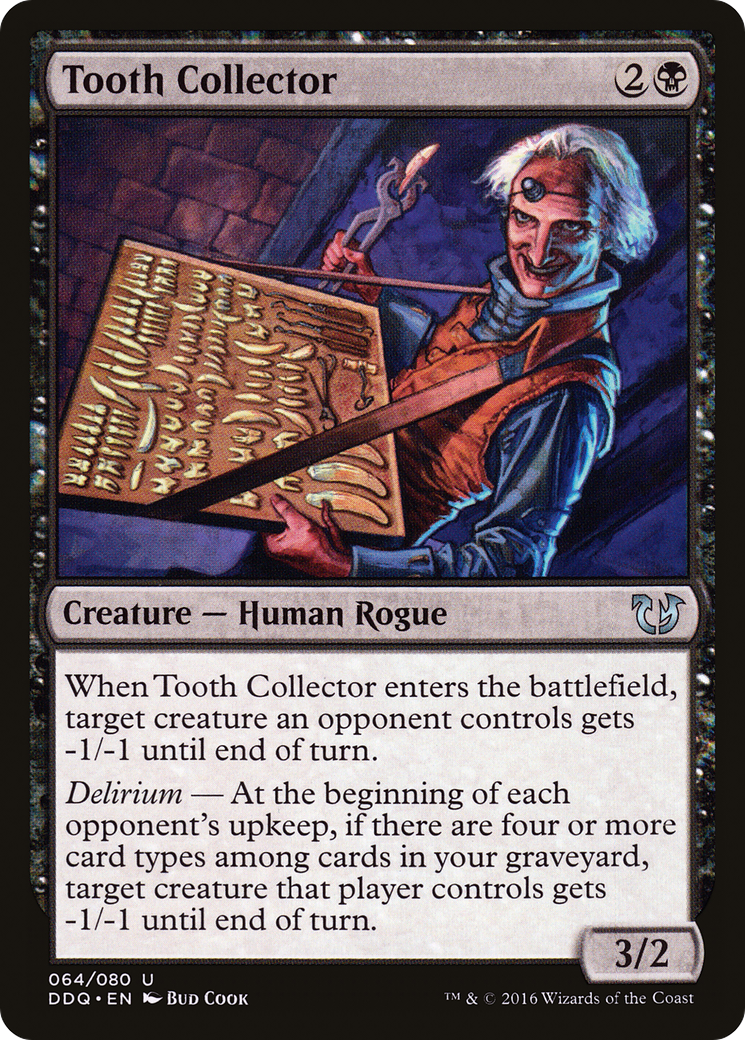 Tooth Collector 2
Creature — Human Rogue
When Tooth Collector enters the battlefield,
target creature an opponent controls gets
-1/-1 until end of turn.
Delirium — At the beginning of each
opponent's upkeep, if there are four or more
card types among cards in your graveyard,
target creature that player controls gets
-1/-1 until end of turn.
3/2
064/080 U
DDQ • EN Bud Cook
™ & © 2016 Wizards of the Coast